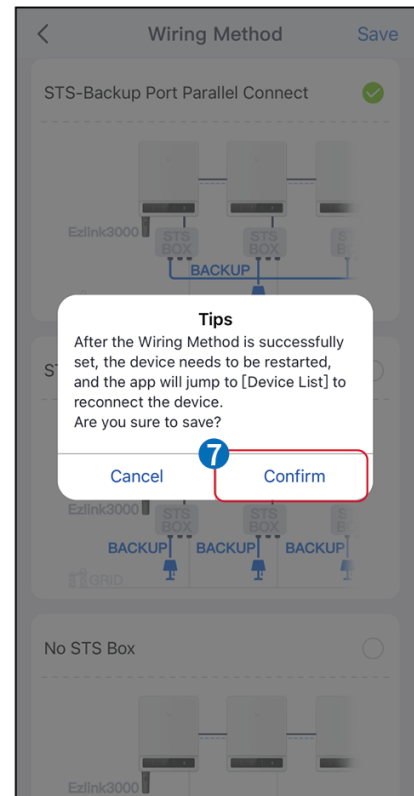 Wiring Method
Save
STS-Backup Port Parallel Connect
Ezlink3000
STS BOX
STS BOX
BACKUP
Tips
After the Wiring Method is successfully
set, the device needs to be restarted,
and the app will jump to [Device List] to
reconnect the device.
Are you sure to save?
7
Cancel
Confirm
Ezlink3000
STS BOX
STS BOX
BACKUP
BACKUP
BACKUP
GRID
No STS Box
Ezlink3000